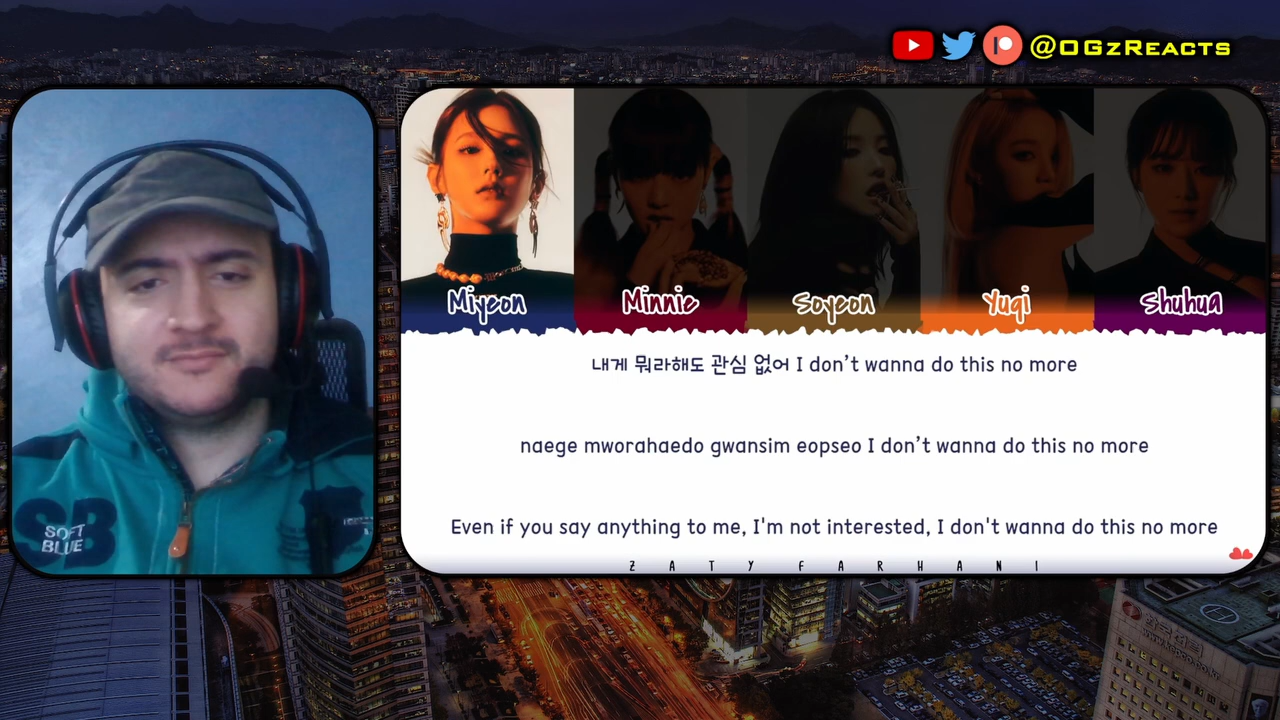 @OGzReacts
Miyeon
Minnie
Soyeon
Yuqi
Shuhua
내게 뭐라해도 관심 없어 I don’t wanna do this no more
naege mworahaedo gwansim eopseo I don’t wanna do this no more
Even if you say anything to me, I'm not interested, I don't wanna do this no more
ZATY FARHANI
SB
SOFT
BLUE